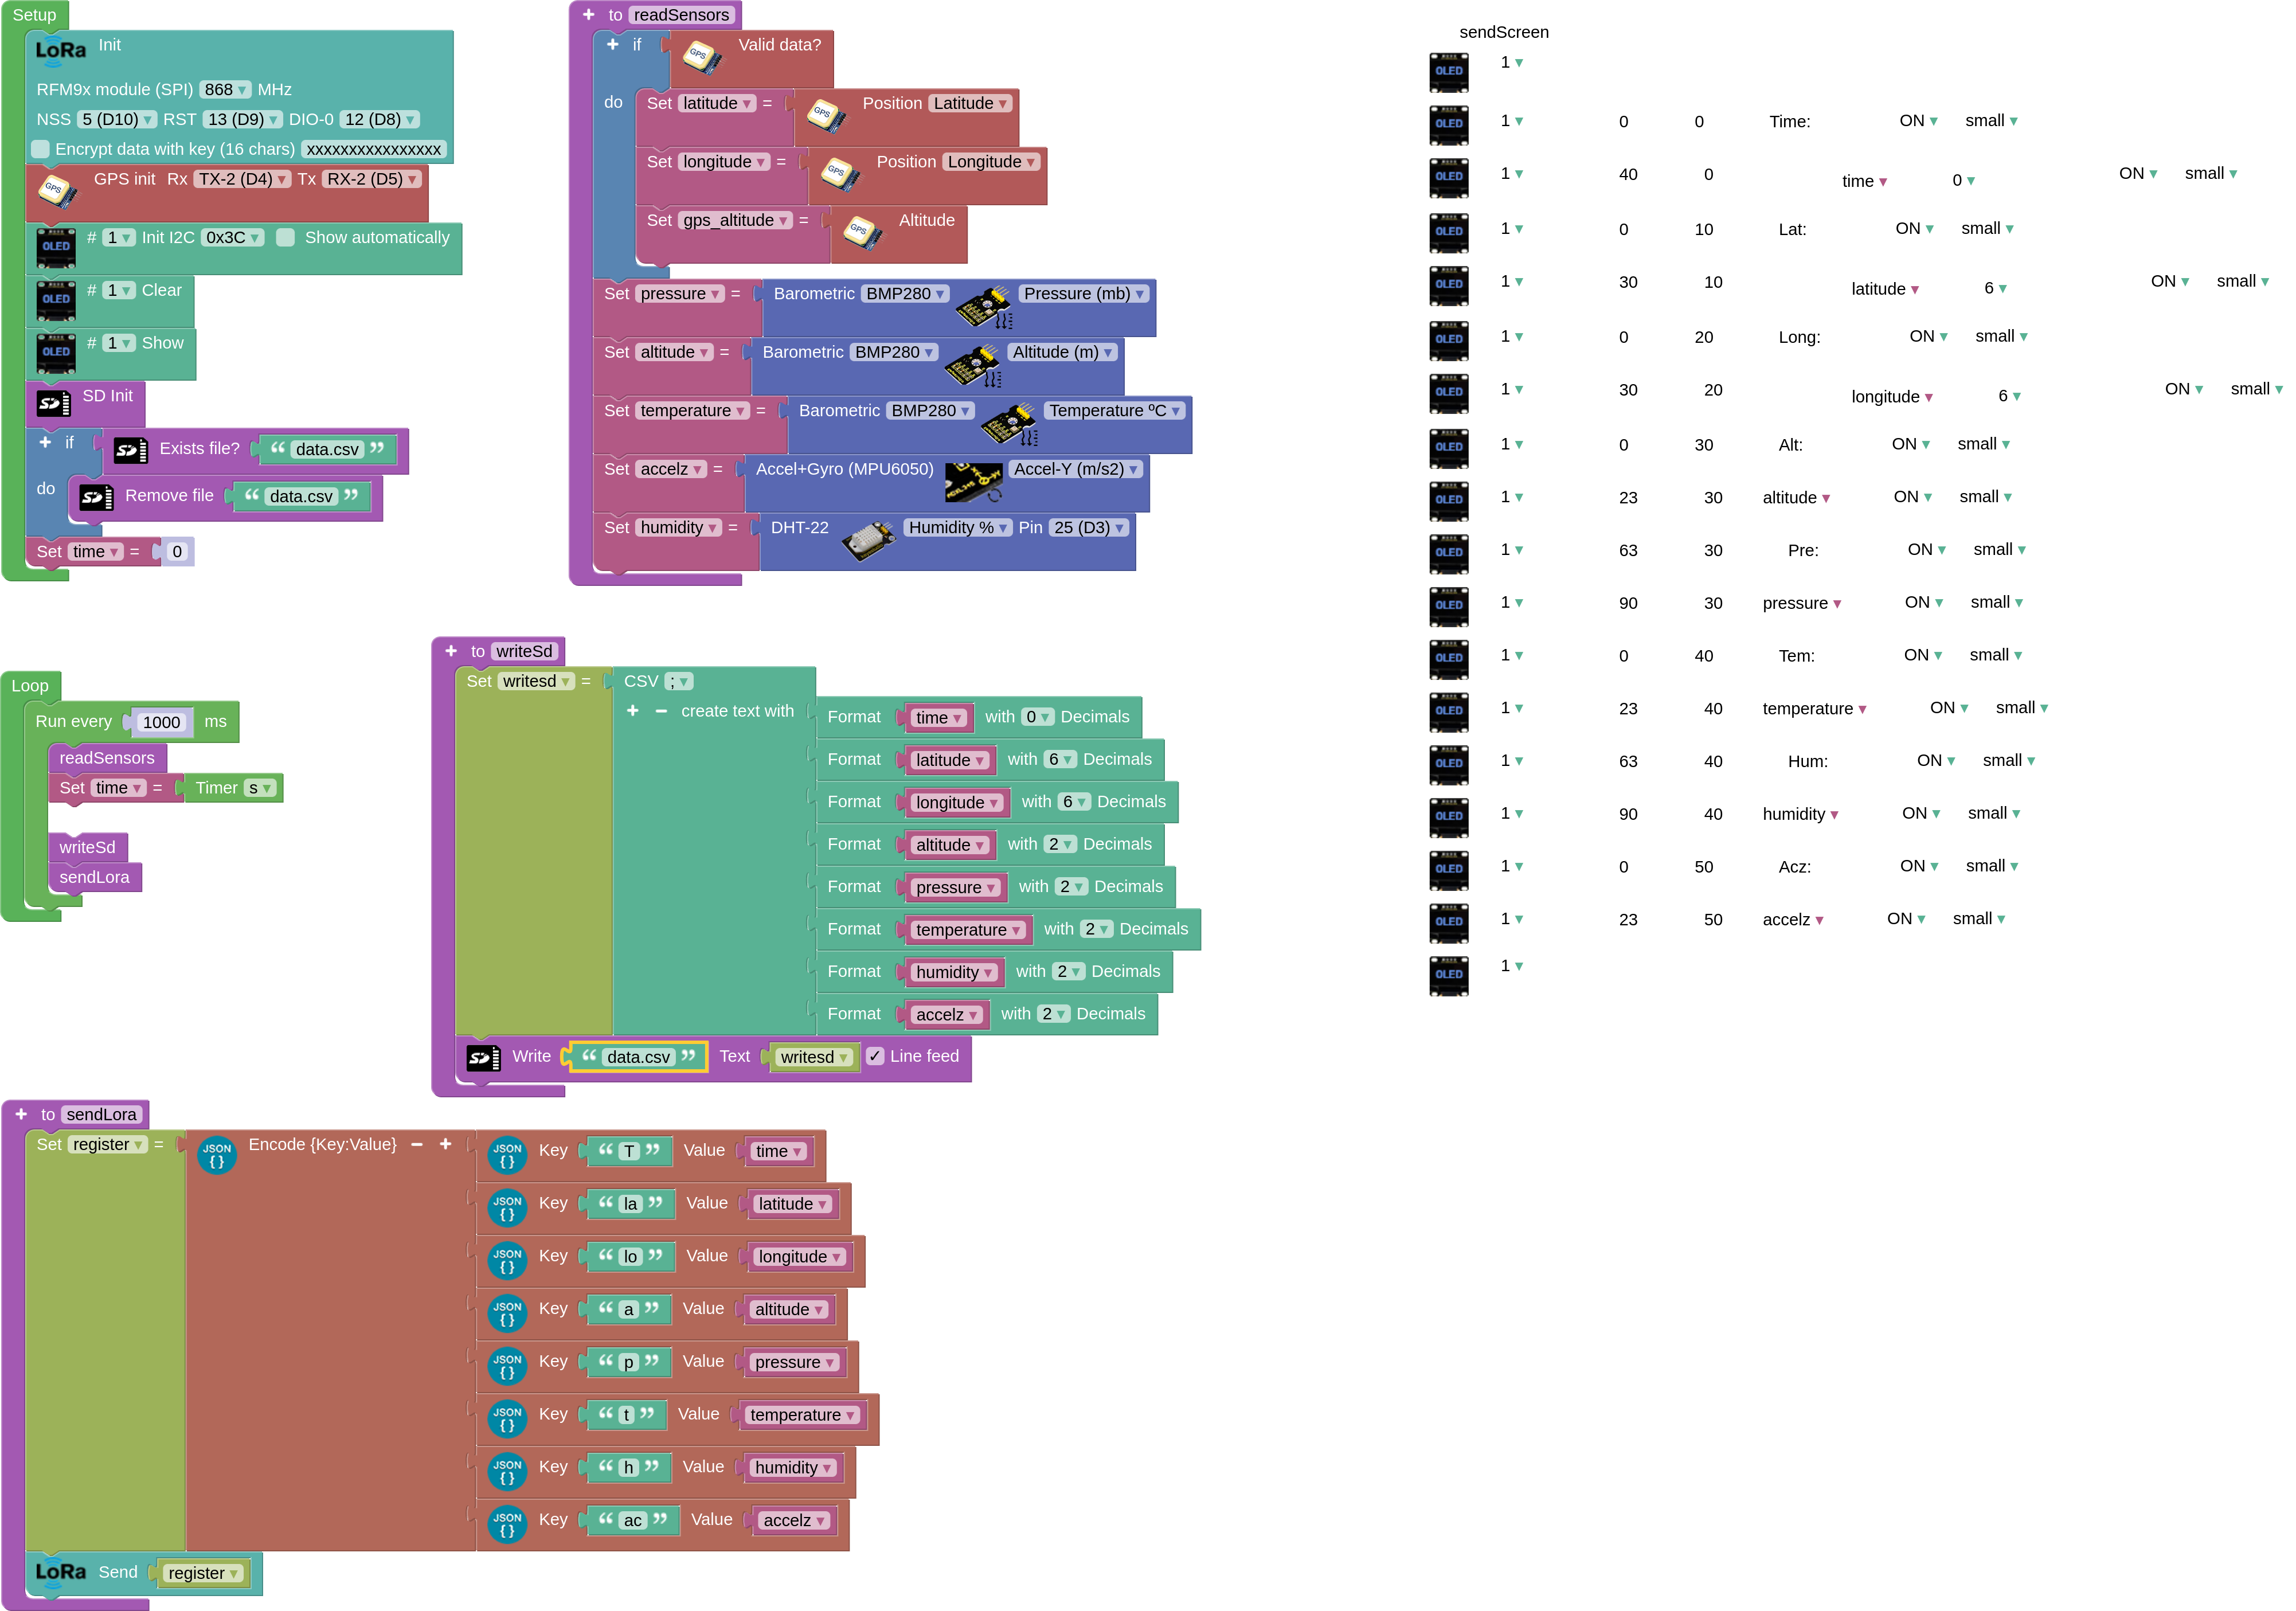 Setup
LoRa Init
RFM9x module (SPI) 868 ▾ MHz
NSS 5 (D10) ▾ RST 13 (D9) ▾ DIO-0 12 (D8) ▾
Encrypt data with key (16 chars) xxxxxxxxxxxxxxxx
GPS GPS init Rx TX-2 (D4) ▾ Tx RX-2 (D5) ▾
OLED # 1 ▾ Init I2C 0x3C ▾ Show automatically
OLED # 1 ▾ Clear
OLED # 1 ▾ Show
SD SD Init
+ if SD Exists file? “ data.csv ”
do SD Remove file “ data.csv ”
Set time ▾ = 0
+ to readSensors
+ if GPS Valid data?
do Set latitude ▾ = GPS Position Latitude ▾
Set longitude ▾ = GPS Position Longitude ▾
Set gps_altitude ▾ = GPS Altitude
Set pressure ▾ = Barometric BMP280 ▾ Pressure (mb) ▾
Set altitude ▾ = Barometric BMP280 ▾ Altitude (m) ▾
Set temperature ▾ = Barometric BMP280 ▾ Temperature ºC ▾
Set accelz ▾ = Accel+Gyro (MPU6050) Accel-Y (m/s2) ▾
Set humidity ▾ = DHT-22 Humidity % ▾ Pin 25 (D3) ▾
sendScreen
OLED 1 ▾
OLED 1 ▾ 0 0 Time: ON ▾ small ▾
OLED 1 ▾ 40 0 time ▾ 0 ▾ ON ▾ small ▾
OLED 1 ▾ 0 10 Lat: ON ▾ small ▾
OLED 1 ▾ 30 10 latitude ▾ 6 ▾ ON ▾ small ▾
OLED 1 ▾ 0 20 Long: ON ▾ small ▾
OLED 1 ▾ 30 20 longitude ▾ 6 ▾ ON ▾ small ▾
OLED 1 ▾ 0 30 Alt: ON ▾ small ▾
OLED 1 ▾ 23 30 altitude ▾ ON ▾ small ▾
OLED 1 ▾ 63 30 Pre: ON ▾ small ▾
OLED 1 ▾ 90 30 pressure ▾ ON ▾ small ▾
OLED 1 ▾ 0 40 Tem: ON ▾ small ▾
OLED 1 ▾ 23 40 temperature ▾ ON ▾ small ▾
OLED 1 ▾ 63 40 Hum: ON ▾ small ▾
OLED 1 ▾ 90 40 humidity ▾ ON ▾ small ▾
OLED 1 ▾ 0 50 Acz: ON ▾ small ▾
OLED 1 ▾ 23 50 accelz ▾ ON ▾ small ▾
OLED 1 ▾
Loop
Run every 1000 ms
readSensors
Set time ▾ = Timer s ▾
writeSd
sendLora
+ to writeSd
Set writesd ▾ = CSV ; ▾
+ − create text with Format time ▾ with 0 ▾ Decimals
Format latitude ▾ with 6 ▾ Decimals
Format longitude ▾ with 6 ▾ Decimals
Format altitude ▾ with 2 ▾ Decimals
Format pressure ▾ with 2 ▾ Decimals
Format temperature ▾ with 2 ▾ Decimals
Format humidity ▾ with 2 ▾ Decimals
Format accelz ▾ with 2 ▾ Decimals
SD Write “ data.csv ” Text writesd ▾ ✓ Line feed
+ to sendLora
Set register ▾ = JSON { } Encode {Key:Value} − + JSON { } Key “ T ” Value time ▾
JSON { } Key “ la ” Value latitude ▾
JSON { } Key “ lo ” Value longitude ▾
JSON { } Key “ a ” Value altitude ▾
JSON { } Key “ p ” Value pressure ▾
JSON { } Key “ t ” Value temperature ▾
JSON { } Key “ h ” Value humidity ▾
JSON { } Key “ ac ” Value accelz ▾
LoRa Send register ▾